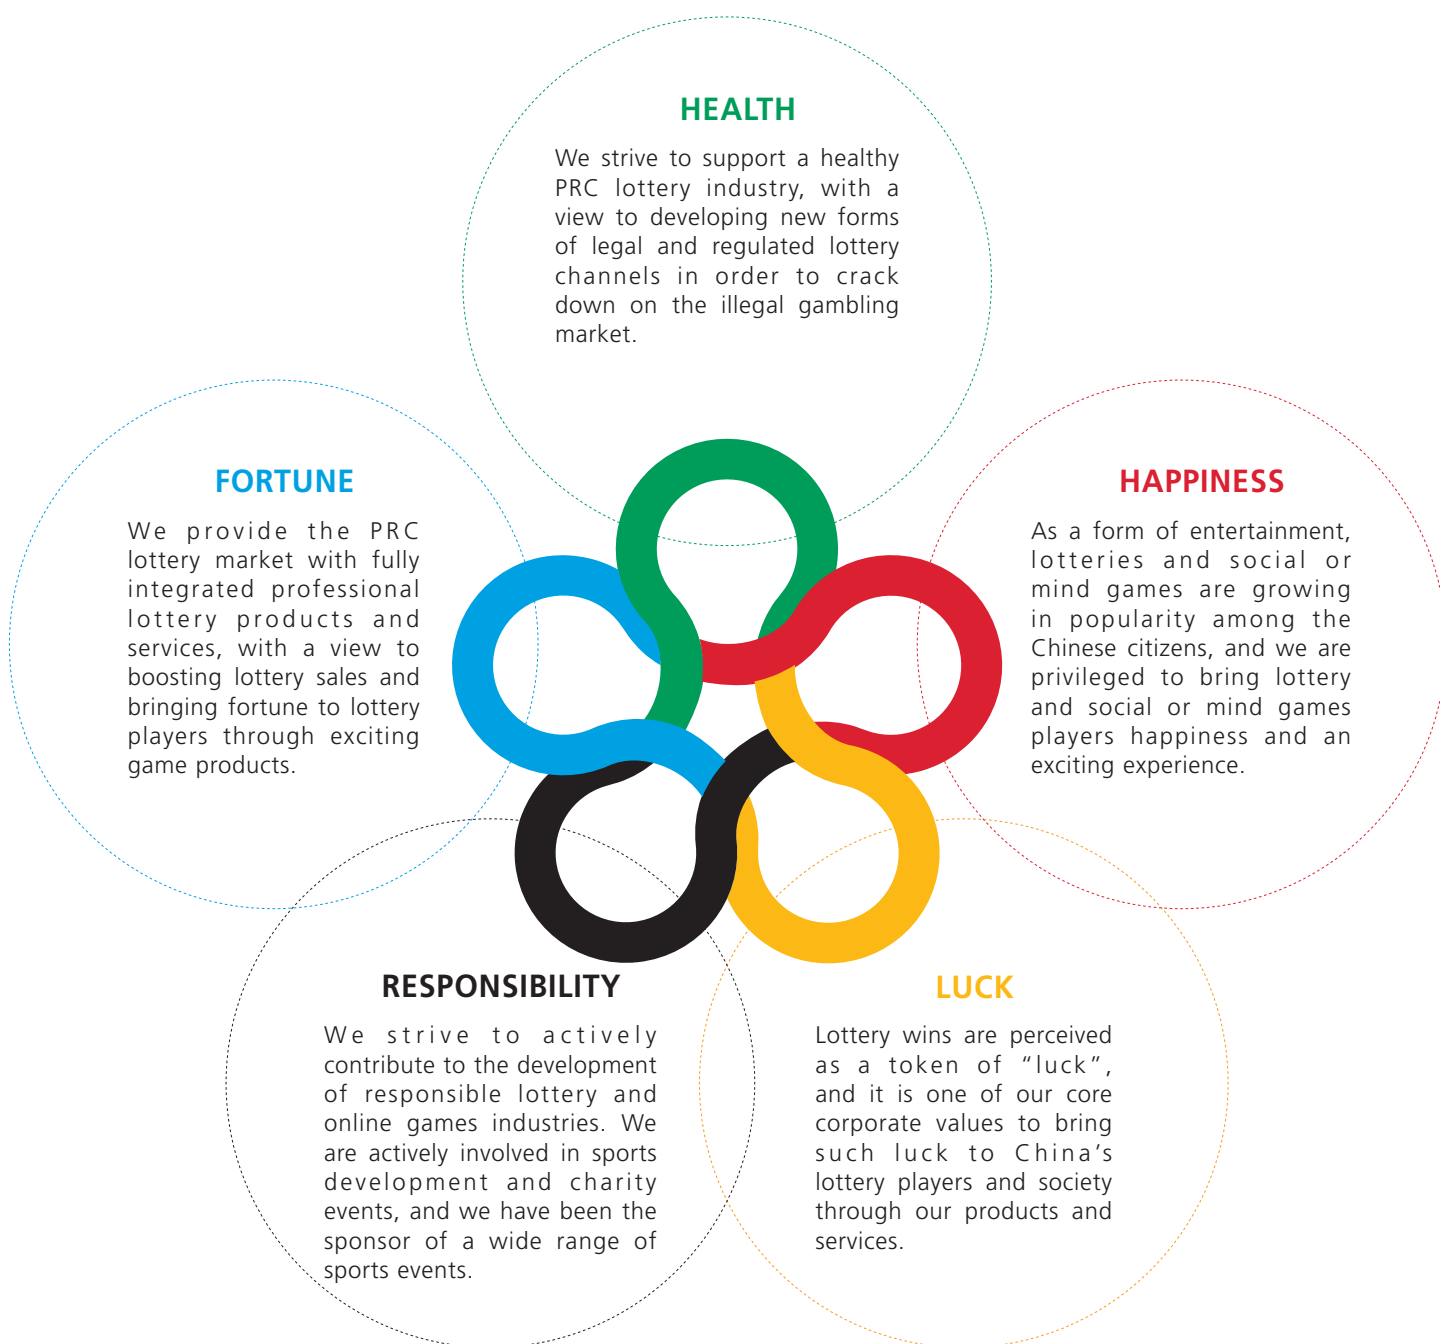 HEALTH
We strive to support a healthy
PRC lottery industry, with a
view to developing new forms
of legal and regulated lottery
channels in order to crack
down on the illegal gambling
market.
FORTUNE
We provide the PRC
lottery market with fully
integrated professional
lottery products and
services, with a view to
boosting lottery sales and
bringing fortune to lottery
players through exciting
game products.
HAPPINESS
As a form of entertainment,
lotteries and social or
mind games are growing
in popularity among the
Chinese citizens, and we are
privileged to bring lottery
and social or mind games
players happiness and an
exciting experience.
RESPONSIBILITY
We strive to actively
contribute to the development
of responsible lottery and
online games industries. We
are actively involved in sports
development and charity
events, and we have been the
sponsor of a wide range of
sports events.
LUCK
Lottery wins are perceived
as a token of “luck”,
and it is one of our core
corporate values to bring
such luck to China’s
lottery players and society
through our products and
services.